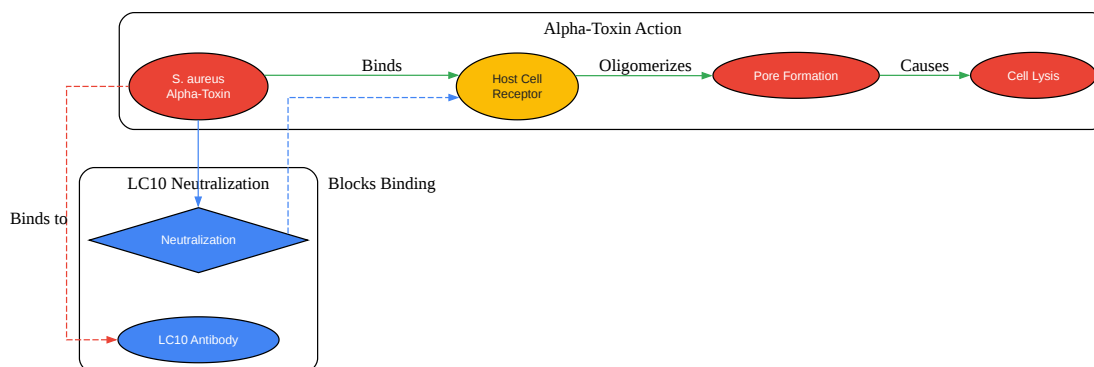 Alpha-Toxin Action
S. aureus
Alpha-Toxin
Binds
Host Cell
Receptor
Oligomerizes
Pore Formation
Causes
Cell Lysis
LC10 Neutralization
Blocks Binding
Binds to
Neutralization
LC10 Antibody